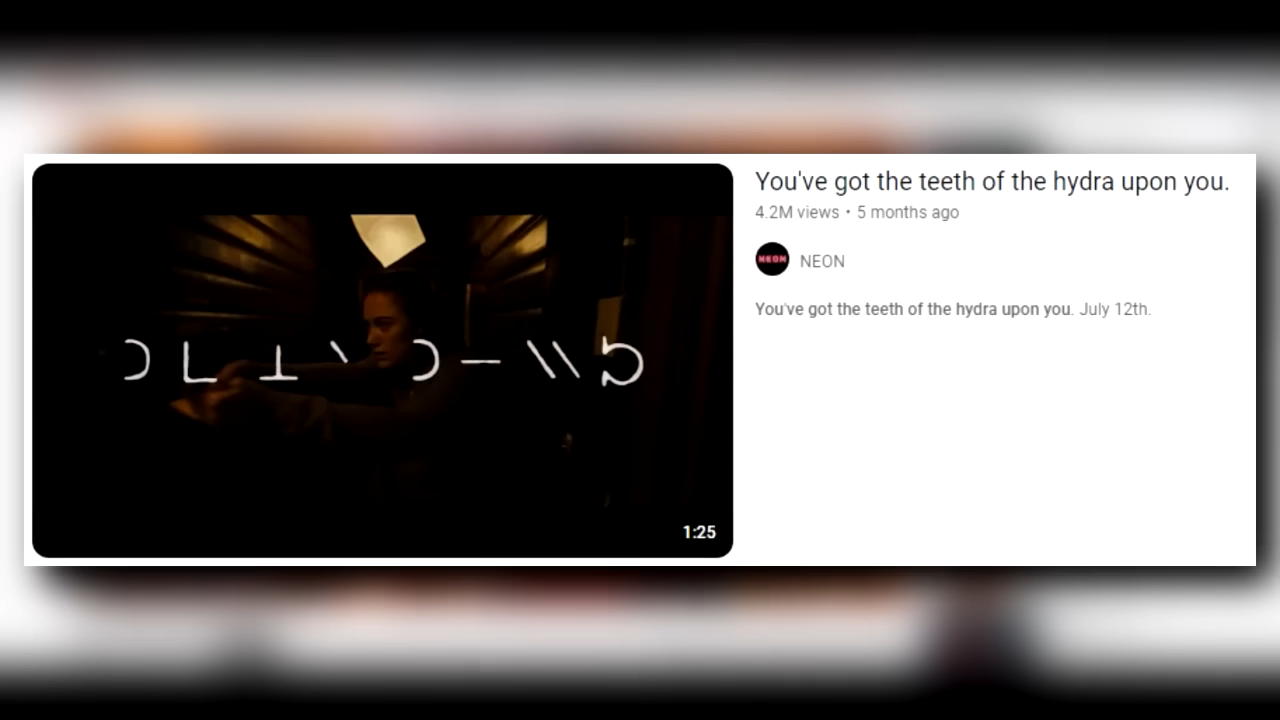 You've got the teeth of the hydra upon you.
4.2M views • 5 months ago
NEON
NEON
You've got the teeth of the hydra upon you. July 12th.
1:25